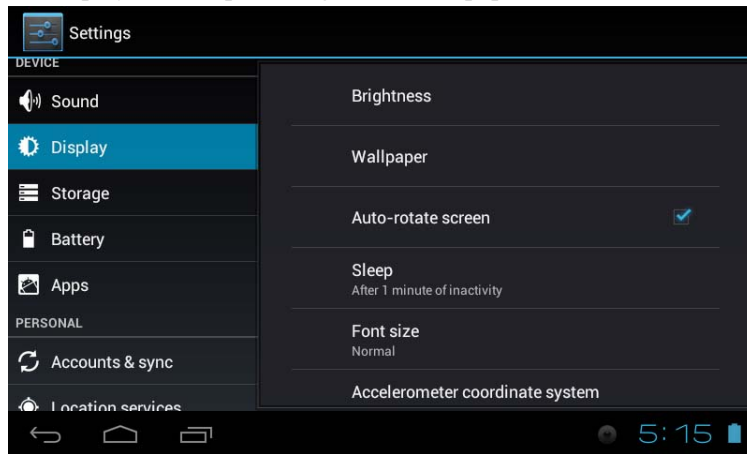 Settings
DEVICE
Sound
Display
Storage
Battery
Apps
PERSONAL
Accounts & sync
Location services
Brightness
Wallpaper
Auto-rotate screen
Sleep
After 1 minute of inactivity
Font size
Normal
Accelerometer coordinate system
5:15